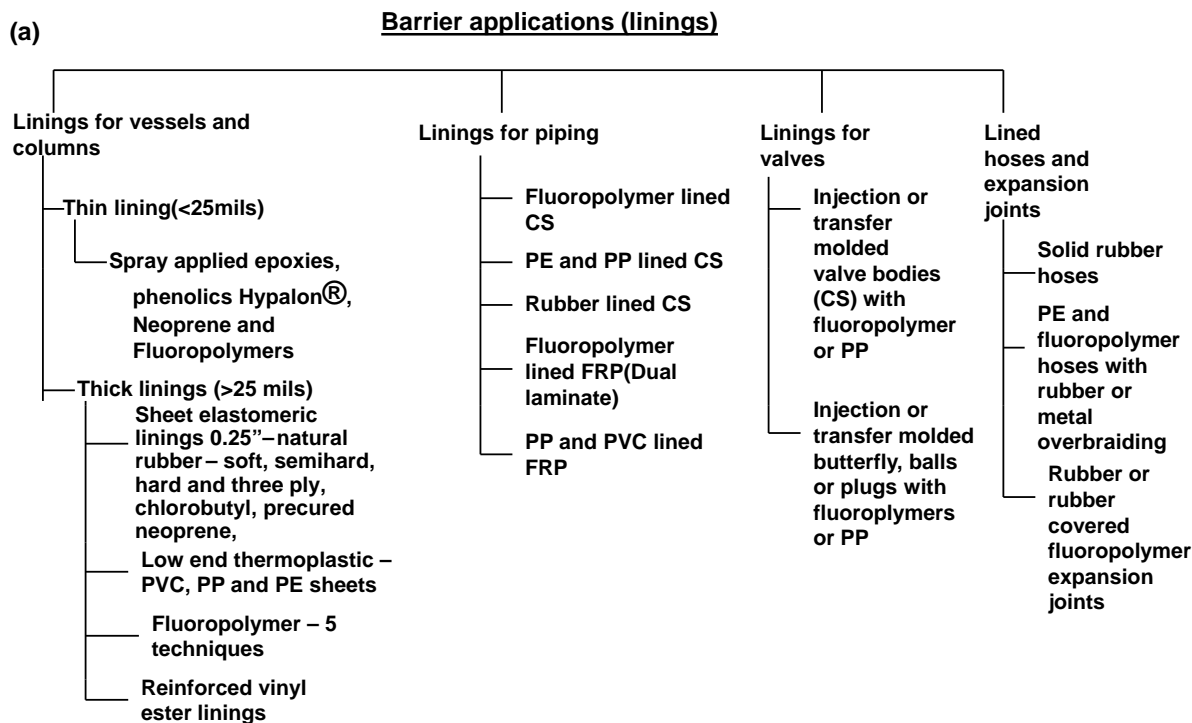 (a)
Barrier applications (linings)
Linings for vessels and
columns
Thin lining(<25mils)
Spray applied epoxies,
phenolics Hypalon®,
Neoprene and
Fluoropolymers
Thick linings (>25 mils)
Sheet elastomeric
linings 0.25”–natural
rubber – soft, semihard,
hard and three ply,
chlorobutyl, precured
neoprene,
Low end thermoplastic –
PVC, PP and PE sheets
Fluoropolymer – 5
techniques
Reinforced vinyl
ester linings
Linings for piping
Fluoropolymer lined
CS
PE and PP lined CS
Rubber lined CS
Fluoropolymer
lined FRP(Dual
laminate)
PP and PVC lined
FRP
Linings for
valves
Injection or
transfer
molded
valve bodies
(CS) with
fluoropolymer
or PP
Injection or
transfer molded
butterfly, balls
or plugs with
fluoroplymers
or PP
Lined
hoses and
expansion
joints
Solid rubber
hoses
PE and
fluoropolymer
hoses with
rubber or
metal
overbraiding
Rubber or
rubber
covered
fluoropolymer
expansion
joints